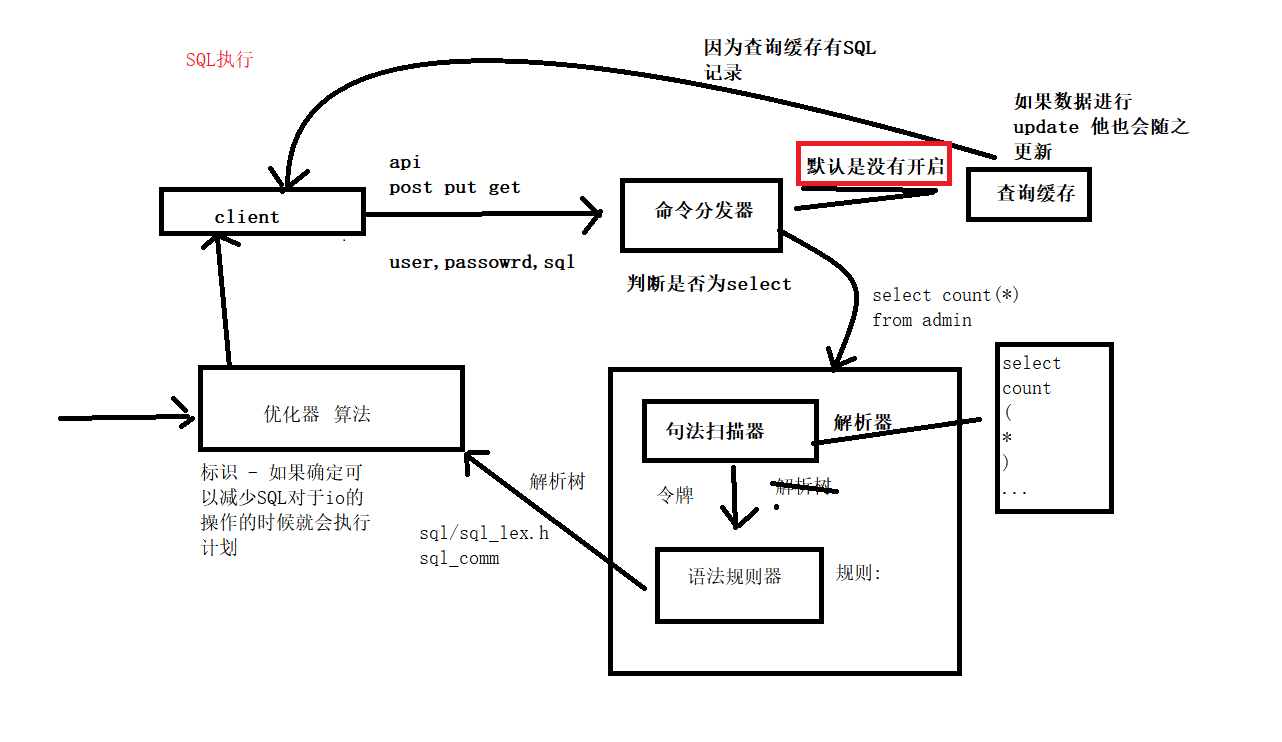 SQL执行
因为查询缓存有SQL
记录
如果数据进行
update 他也会随之
更新
api
post put get
默认是没有开启
client
命令分发器
查询缓存
user,passowrd,sql
判断是否为select
select count(*)
from admin
select
count
(
*
)
...
优化器 算法
句法扫描器
解析器
标识 - 如果确定可
以减少SQL对于io的
操作的时候就会执行
计划
解析树
令牌
解析树
sql/sql_lex.h
sql_comm
语法规则器
规则: